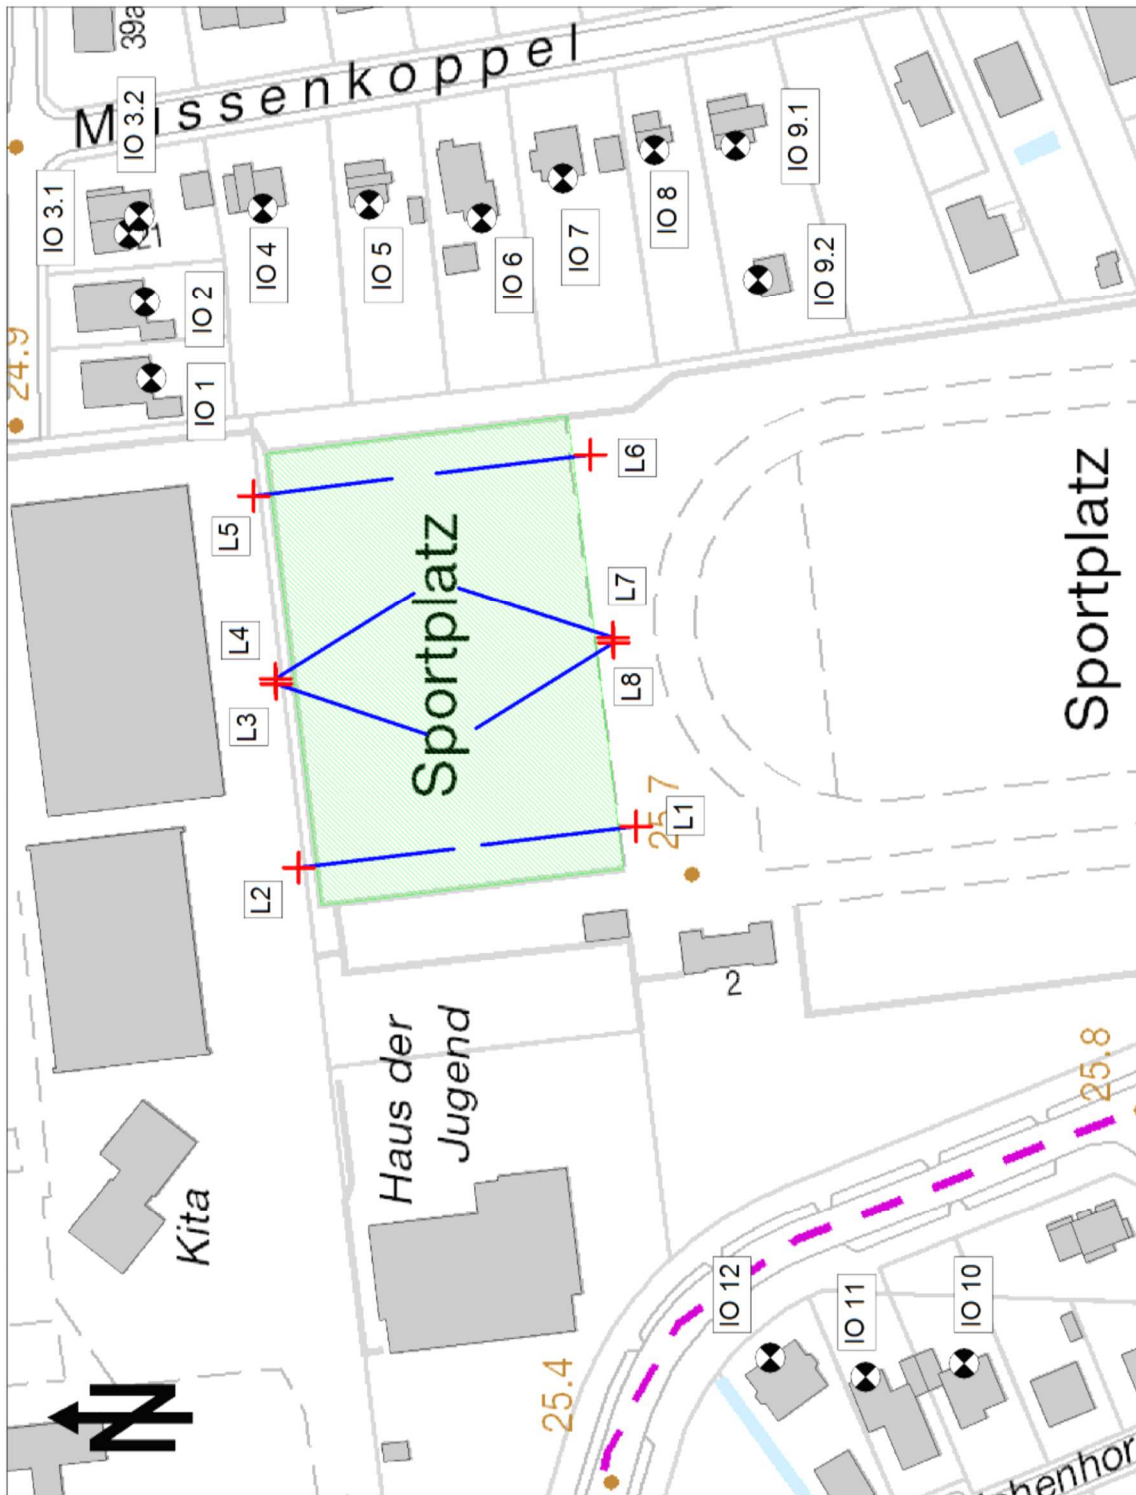 39a
M ssenkoppel
IO 3.2
IO 3.1
IO 9.1
IO 8
IO 7
IO 4
IO 5
IO 6
IO 9.2
IO 2
IO 1
24.9
L5
L6
L4
L7
L3
L8
Sportplatz
Sportplatz
L2
L1
25.7
2
Haus der
Jugend
Kita
25.8
IO 12
IO 11
IO 10
25.4
N
henhor